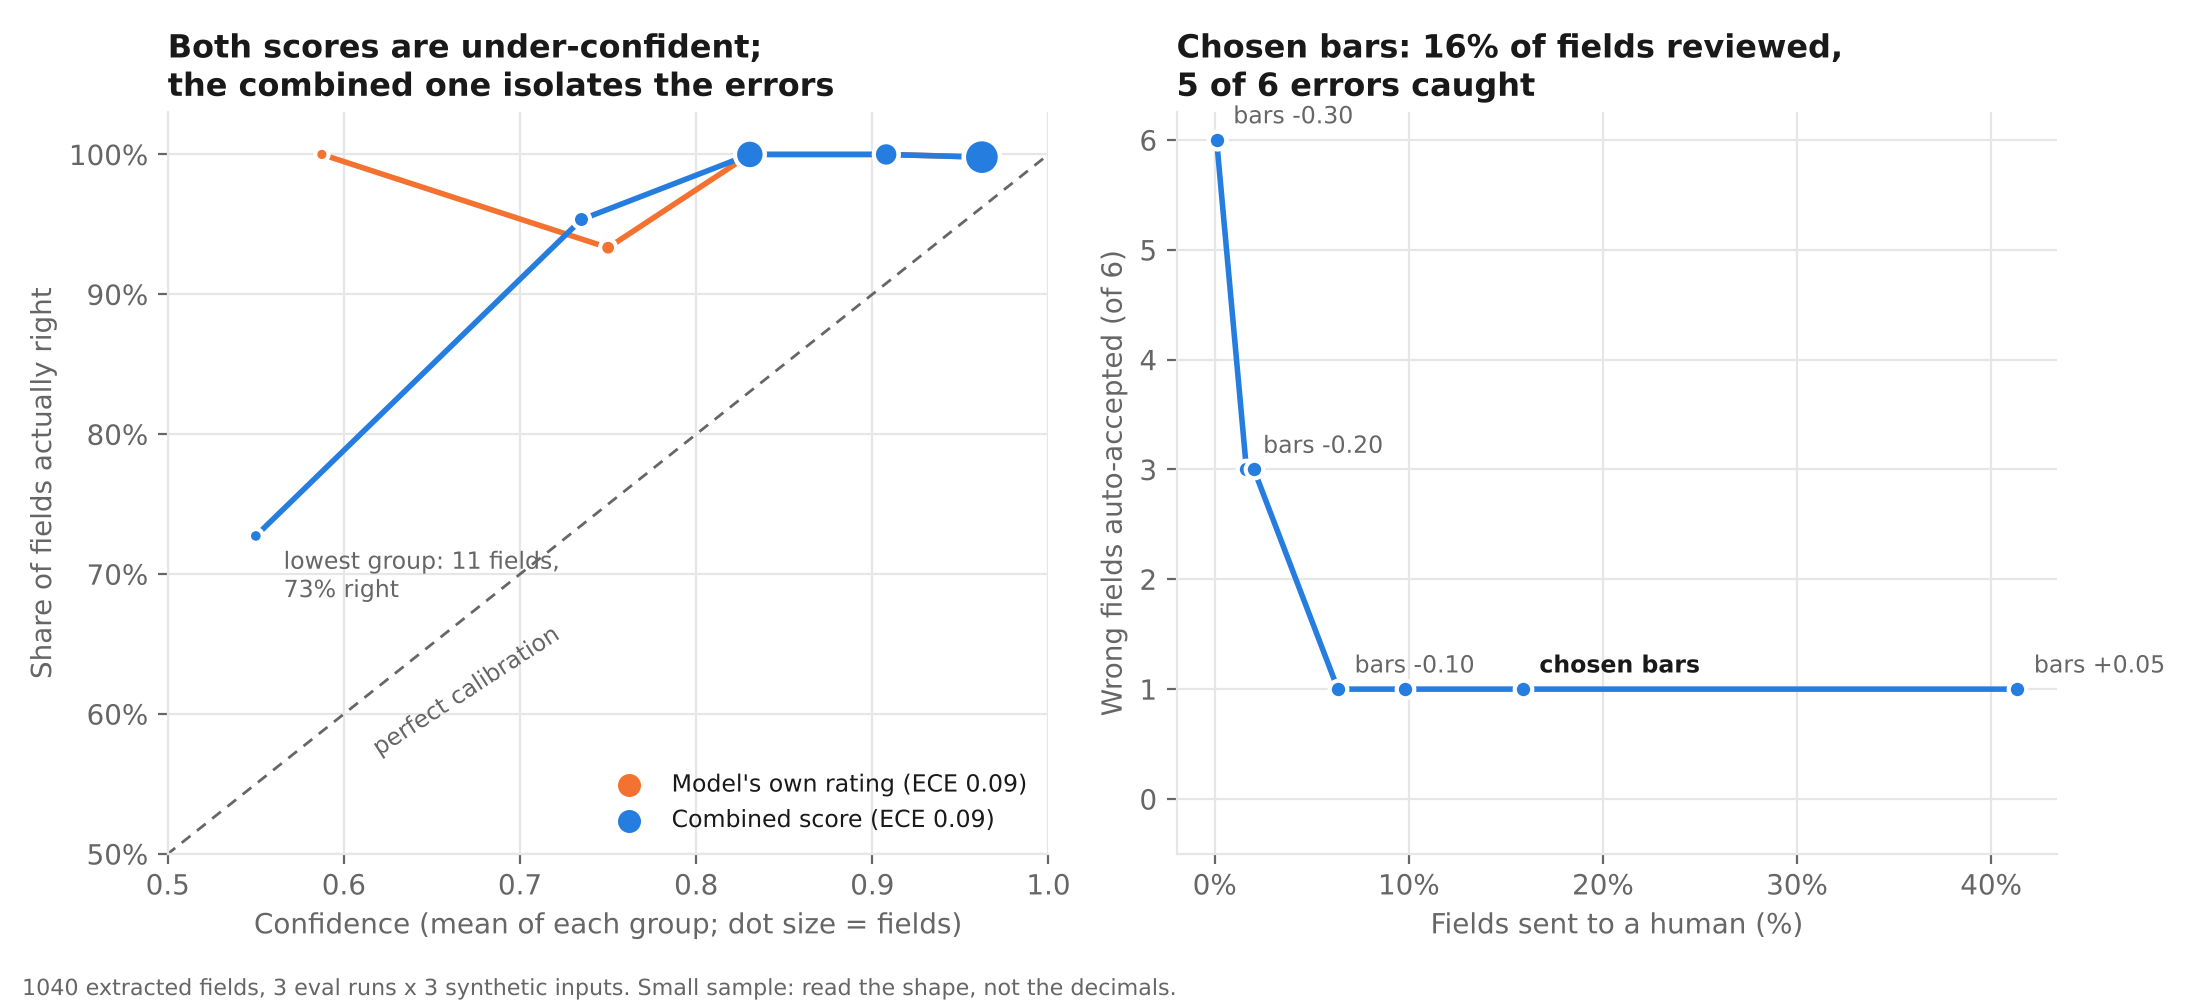 Both scores are under-confident;
the combined one isolates the errors
100%
90%
80%
70%
60%
50%
Share of fields actually right
lowest group: 11 fields,
73% right
perfect calibration
Model's own rating (ECE 0.09)
Combined score (ECE 0.09)
0.5
0.6
0.7
0.8
0.9
1.0
Confidence (mean of each group; dot size = fields)
Chosen bars: 16% of fields reviewed,
5 of 6 errors caught
6
5
4
3
2
1
0
Wrong fields auto-accepted (of 6)
bars -0.30
bars -0.20
bars -0.10
chosen bars
bars +0.05
0%
10%
20%
30%
40%
Fields sent to a human (%)
1040 extracted fields, 3 eval runs x 3 synthetic inputs. Small sample: read the shape, not the decimals.